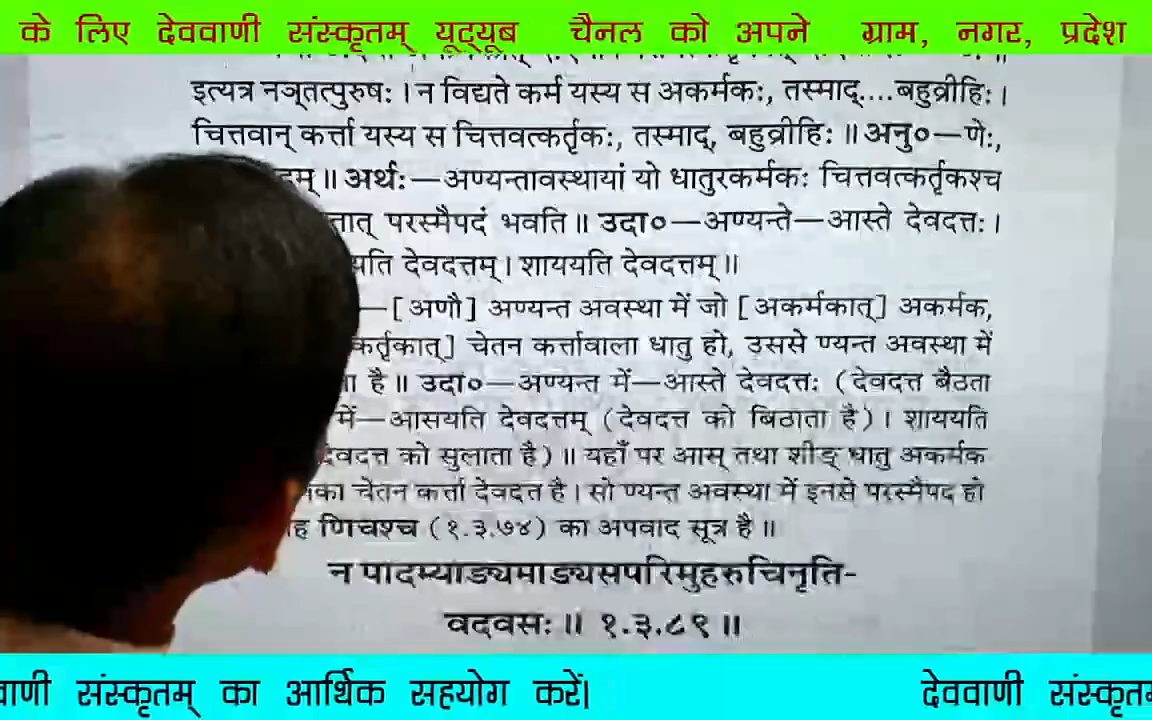 के लिए देववाणी संस्कृतम् यूट्यूब चैनल को अपने ग्राम, नगर, प्रदेश
इत्यत्र नञ्तत्पुरुषः। न विद्यते कर्म यस्य स अकर्मकः, तस्माद्....बहुव्रीहिः।
चित्तवान् कर्त्ता यस्य स चित्तवत्कर्तृकः, तस्माद्, बहुव्रीहिः॥ अनु०—णेः,
॥ अर्थः—अण्यन्तावस्थायां यो धातुरकर्मकः चित्तवत्कर्तृकश्च
तात् परस्मैपदं भवति॥ उदा०—अण्यन्ते—आस्ते देवदत्तः।
यति देवदत्तम्। शाययति देवदत्तम्॥
—[अणौ] अण्यन्त अवस्था में जो [अकर्मकात्] अकर्मक,
कर्तृकात्] चेतन कर्त्तावाला धातु हो, उससे ण्यन्त अवस्था में
है॥ उदा०—अण्यन्त में—आस्ते देवदत्तः (देवदत्त बैठता
में—आसयति देवदत्तम् (देवदत्त को बिठाता है)। शाययति
देवदत्त को सुलाता है)॥ यहाँ पर आस् तथा शीङ् धातु अकर्मक
चेतन कर्त्ता देवदत्त है। सो ण्यन्त अवस्था में इनसे परस्मैपद हो
णिचश्च (१.३.७४) का अपवाद सूत्र है॥
न पादम्याङ्यमाङ्यसपरिमुहरुचिनृति-
वदवसः॥ १.३.८९॥
वाणी संस्कृतम् का आर्थिक सहयोग करें| देववाणी संस्कृतम